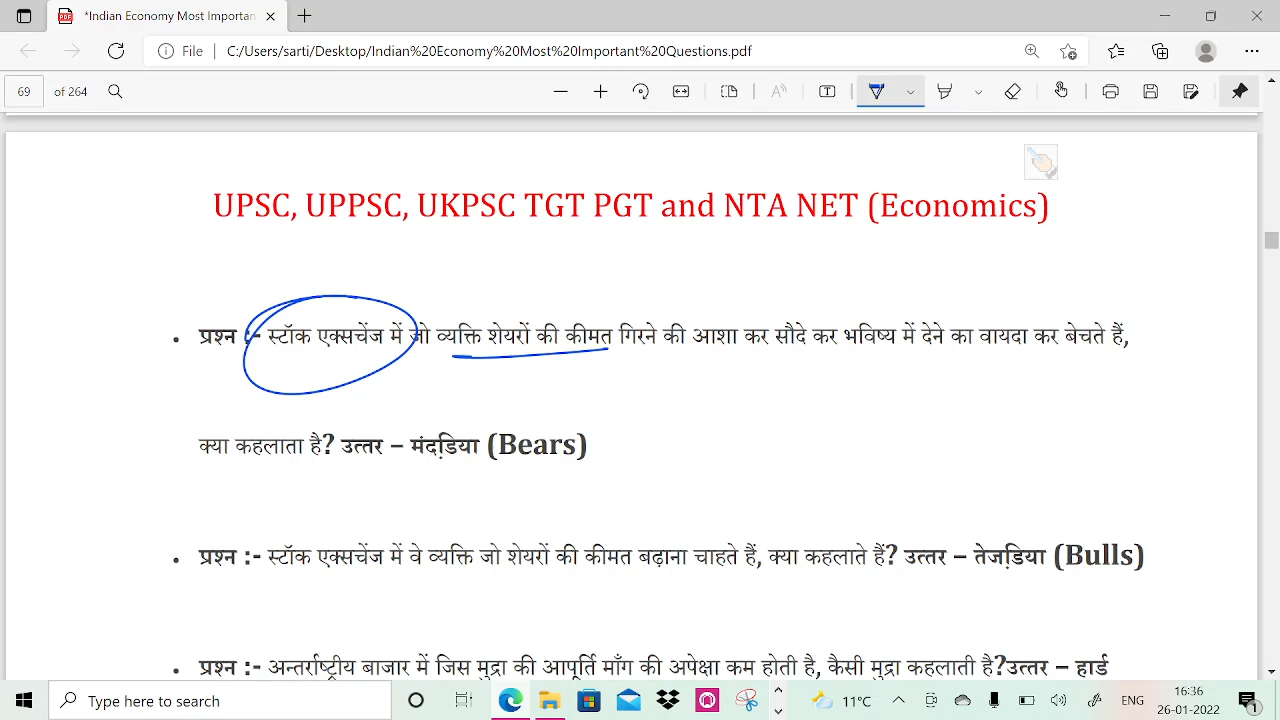 *Indian Economy Most Importan
File
C:/Users/sarti/Desktop/Indian%20Economy%20Most%20Important%20Questions.pdf
69 of 264
UPSC, UPPSC, UKPSC TGT PGT and NTA NET (Economics)
• प्रश्न :- स्टॉक एक्सचेंज में जो व्यक्ति शेयरों की कीमत गिरने की आशा कर सौदे कर भविष्य में देने का वायदा कर बेचते हैं,
क्या कहलाता है? उत्तर – मंदड़िया (Bears)
• प्रश्न :- स्टॉक एक्सचेंज में वे व्यक्ति जो शेयरों की कीमत बढ़ाना चाहते हैं, क्या कहलाते हैं? उत्तर – तेजड़िया (Bulls)
• प्रश्न :- अन्तर्राष्ट्रीय बाजार में जिस मुद्रा की आपूर्ति माँग की अपेक्षा कम होती है, कैसी मुद्रा कहलाती है?उत्तर – हार्ड
Type here to search
11°C
ENG
16:36
26-01-2022
1